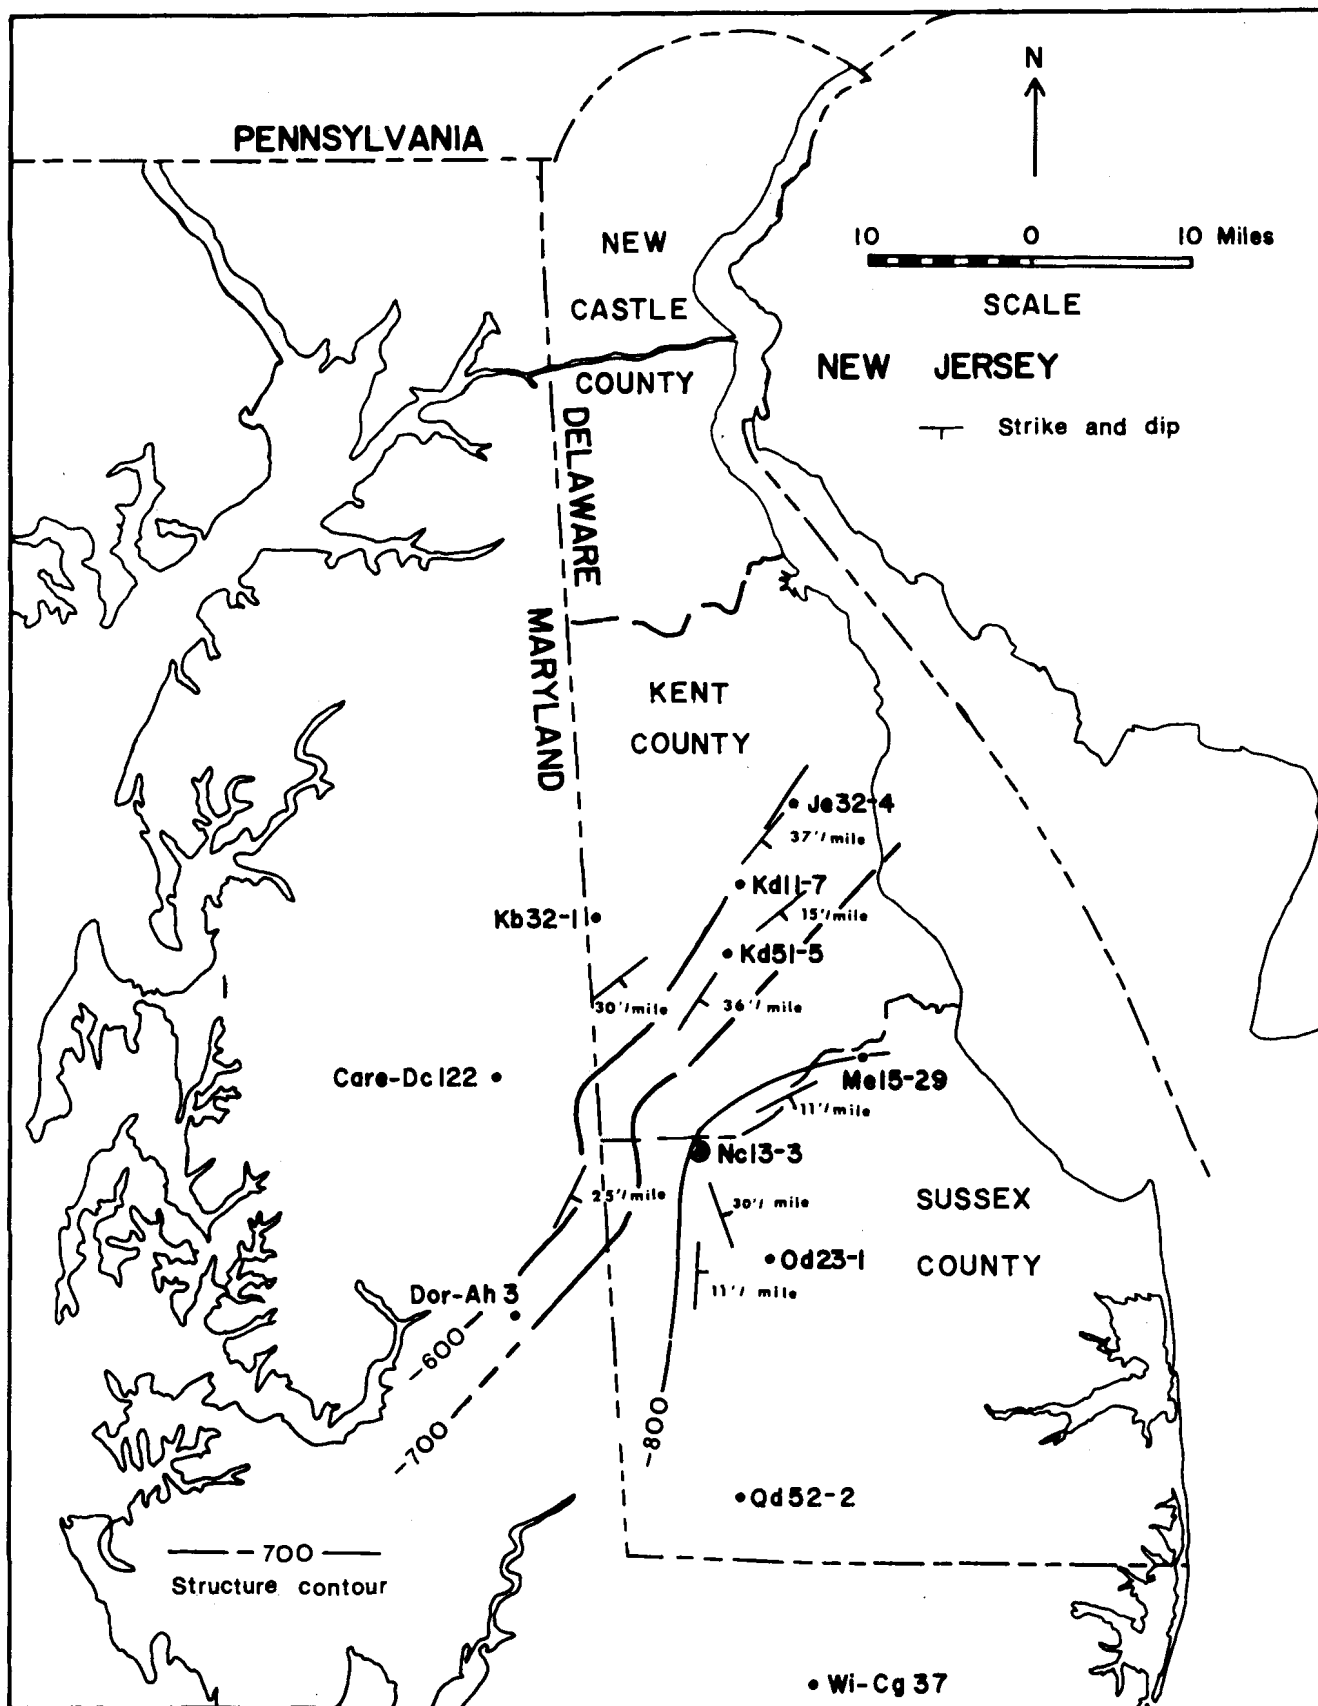 N
PENNSYLVANIA
10 0 10 Miles
SCALE
NEW
CASTLE
COUNTY
NEW JERSEY
Strike and dip
DELAWARE
MARYLAND
KENT
COUNTY
Je32-4
37'/mile
Kd11-7
Kb32-1
15'/mile
Kd51-5
30'/mile
36'/ mile
Care-Dc122
Me15-29
11'/mile
Nc13-3
25'/mile
30'/ mile
SUSSEX
COUNTY
Od23-1
11'/ mile
Dor-Ah 3
-600
-700
-800
Qd52-2
-700
Structure contour
Wi-Cg 37